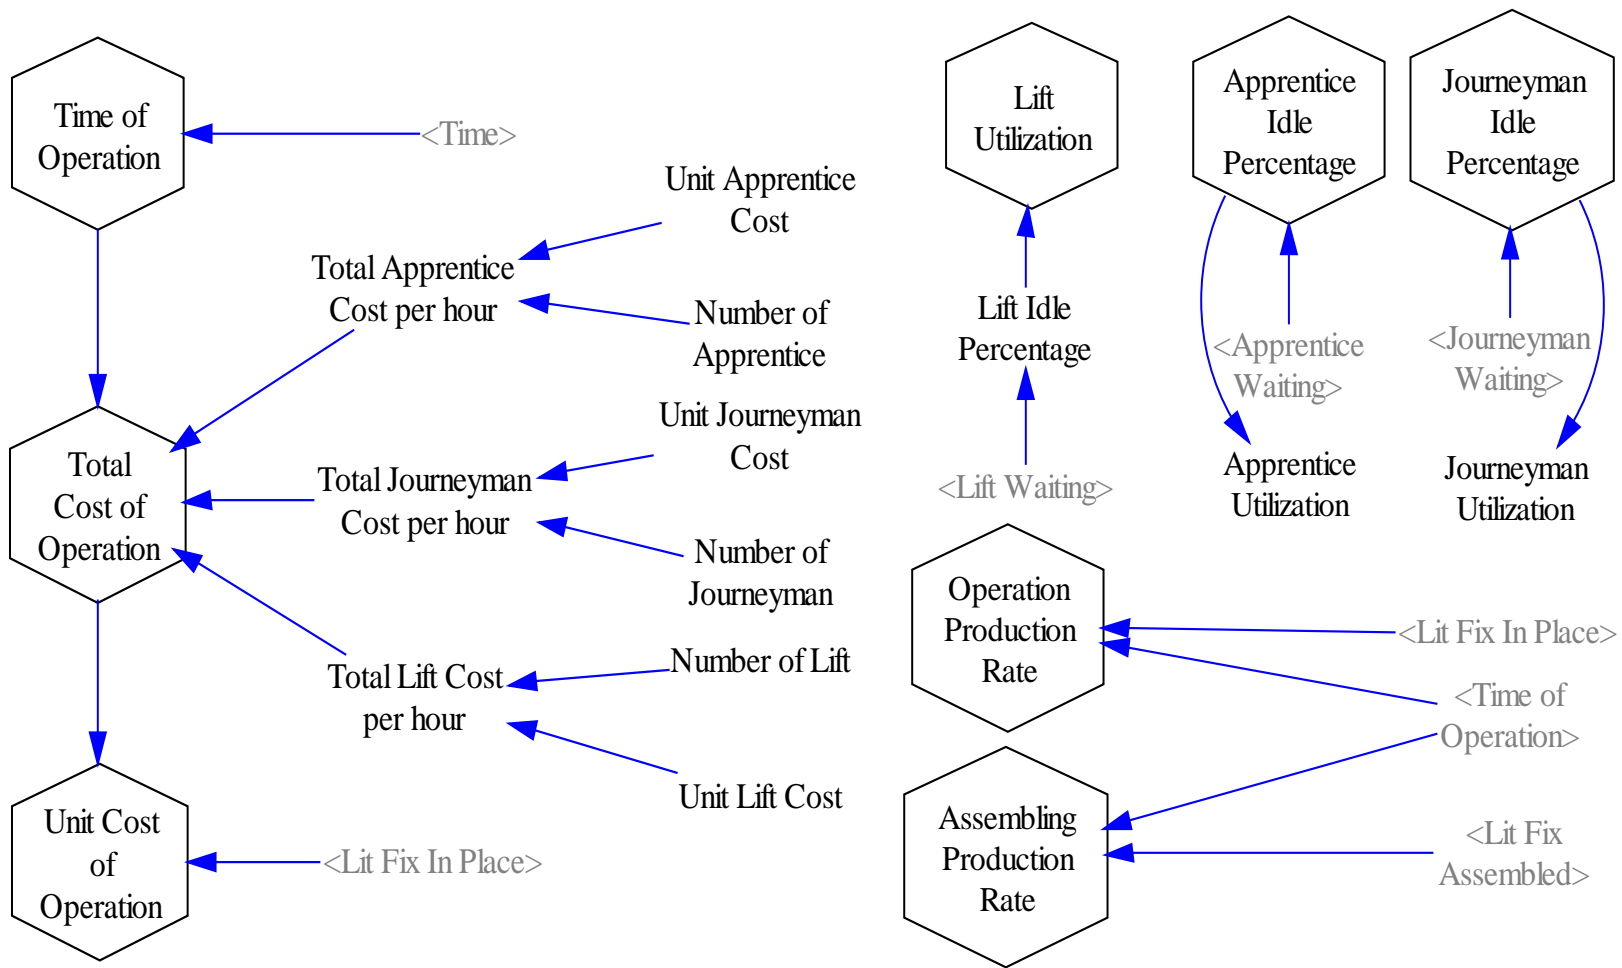 Time of
Operation
<Time>
Unit Apprentice
Cost
Total Apprentice
Cost per hour
Number of
Apprentice
Unit Journeyman
Cost
Total
Cost of
Operation
Total Journeyman
Cost per hour
Number of
Journeyman
Number of Lift
Total Lift Cost
per hour
Unit Lift Cost
Unit Cost
of
Operation
<Lit Fix In Place>
Lift
Utilization
Lift Idle
Percentage
<Lift Waiting>
Apprentice
Idle
Percentage
<Apprentice
Waiting>
Apprentice
Utilization
Journeyman
Idle
Percentage
<Journeyman
Waiting>
Journeyman
Utilization
Operation
Production
Rate
<Lit Fix In Place>
<Time of
Operation>
Assembling
Production
Rate
<Lit Fix
Assembled>